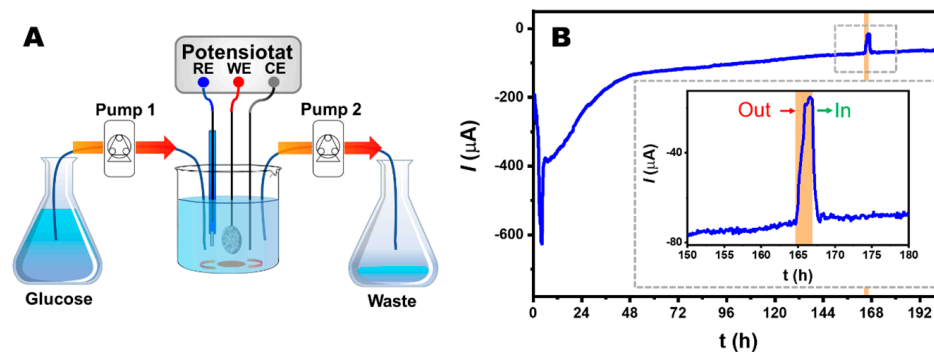 A
Potensiotat
RE WE CE
Pump 1
Pump 2
Glucose
Waste
B
I (μA)
0
-200
-400
-600
0 24 48 72 96 120 144 168 192
t (h)
Out
In
I (μA)
-40
-80
150 155 160 165 170 175 180
t (h)